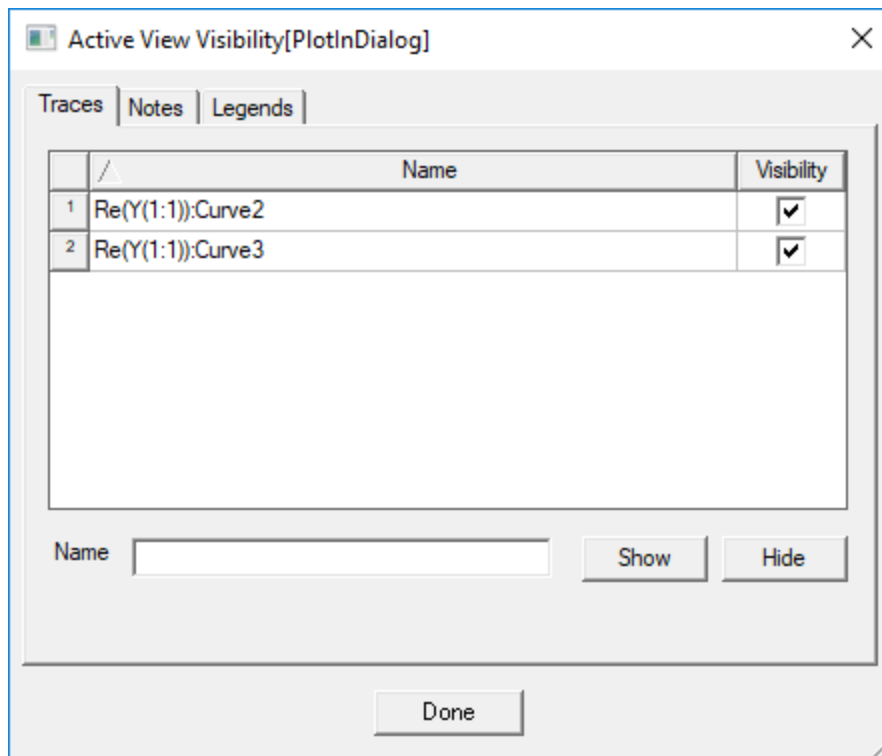 Active View Visibility[PlotInDialog]
Traces Notes Legends
Name Visibility
1 Re(Y(1:1)):Curve2
2 Re(Y(1:1)):Curve3
Name Show Hide
Done